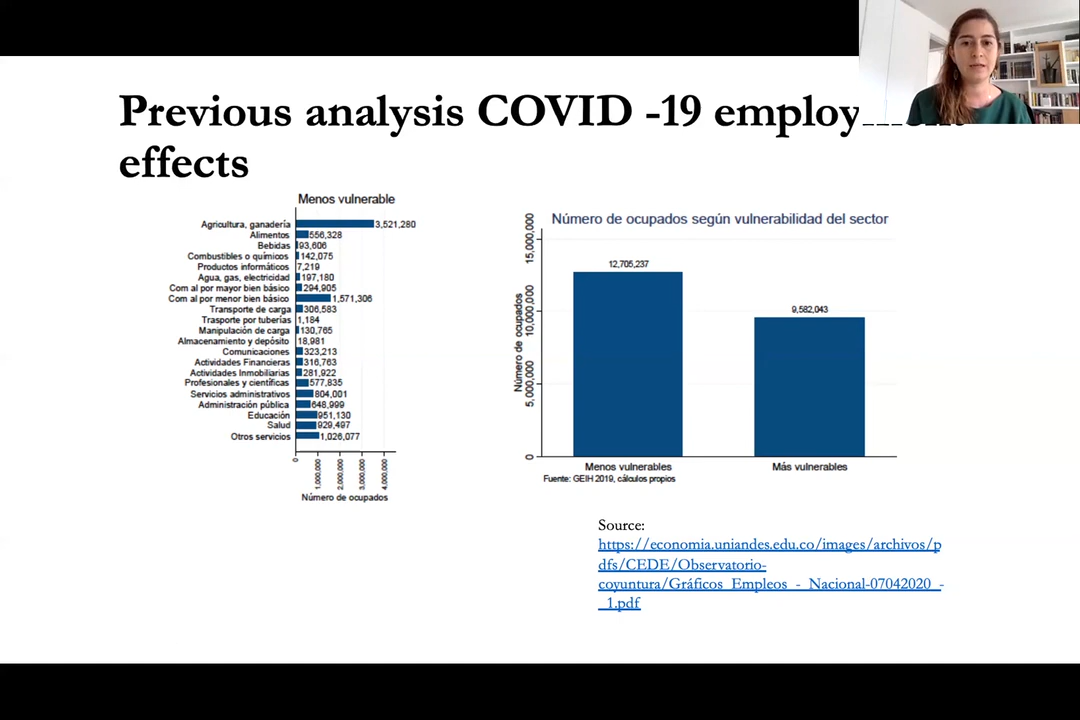 Previous analysis COVID -19
effects
Menos vulnerable
Agricultura, ganadería 3,521,280
Alimentos 556,328
Bebidas 93,606
Combustibles o químicos 142,075
Productos informáticos 7,219
Agua, gas, electricidad 197,180
Com al por mayor bien básico 294,905
Com al por menor bien básico 1,571,306
Transporte de carga 306,583
Trasporte por tuberías 1,184
Manipulación de carga 130,765
Almacenamiento y depósito 18,981
Comunicaciones 323,213
Actividades Financieras 316,763
Actividades Inmobiliarias 281,922
Profesionales y científicas 577,835
Servicios administrativos 804,001
Administración pública 648,999
Educación 951,130
Salud 929,497
Otros servicios 1,026,077
0 1,000,000 2,000,000 3,000,000 4,000,000
Número de ocupados
Número de ocupados según vulnerabilidad del sector
Número de ocupados
15,000,000
10,000,000
5,000,000
0
12,705,237
9,582,043
Menos vulnerables Más vulnerables
Fuente: GEIH 2019, cálculos propios
Source:
https://economia.uniandes.edu.co/images/archivos/p
dfs/CEDE/Observatorio-
coyuntura/Gráficos_Empleos_-_Nacional-07042020_-
_1.pdf